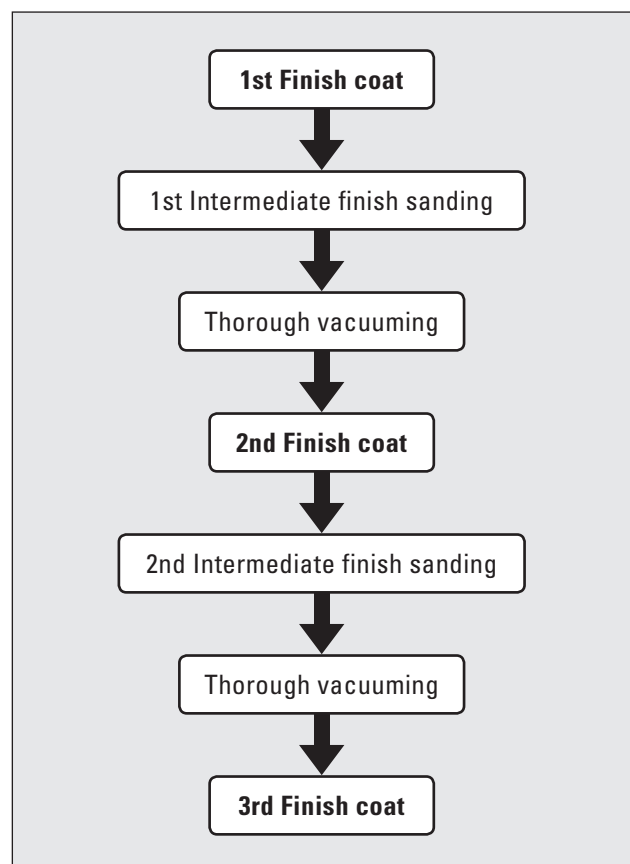 1st Finish coat
1st Intermediate finish sanding
Thorough vacuuming
2nd Finish coat
2nd Intermediate finish sanding
Thorough vacuuming
3rd Finish coat